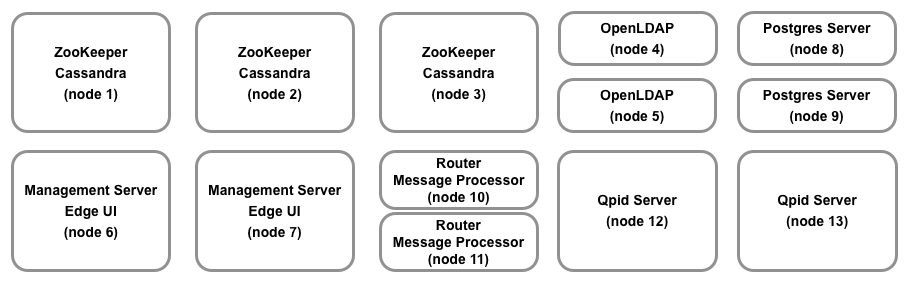 ZooKeeper
Cassandra
(node 1)
ZooKeeper
Cassandra
(node 2)
ZooKeeper
Cassandra
(node 3)
OpenLDAP
(node 4)
OpenLDAP
(node 5)
Postgres Server
(node 8)
Postgres Server
(node 9)
Management Server
Edge UI
(node 6)
Management Server
Edge UI
(node 7)
Router
Message Processor
(node 10)
Router
Message Processor
(node 11)
Qpid Server
(node 12)
Qpid Server
(node 13)